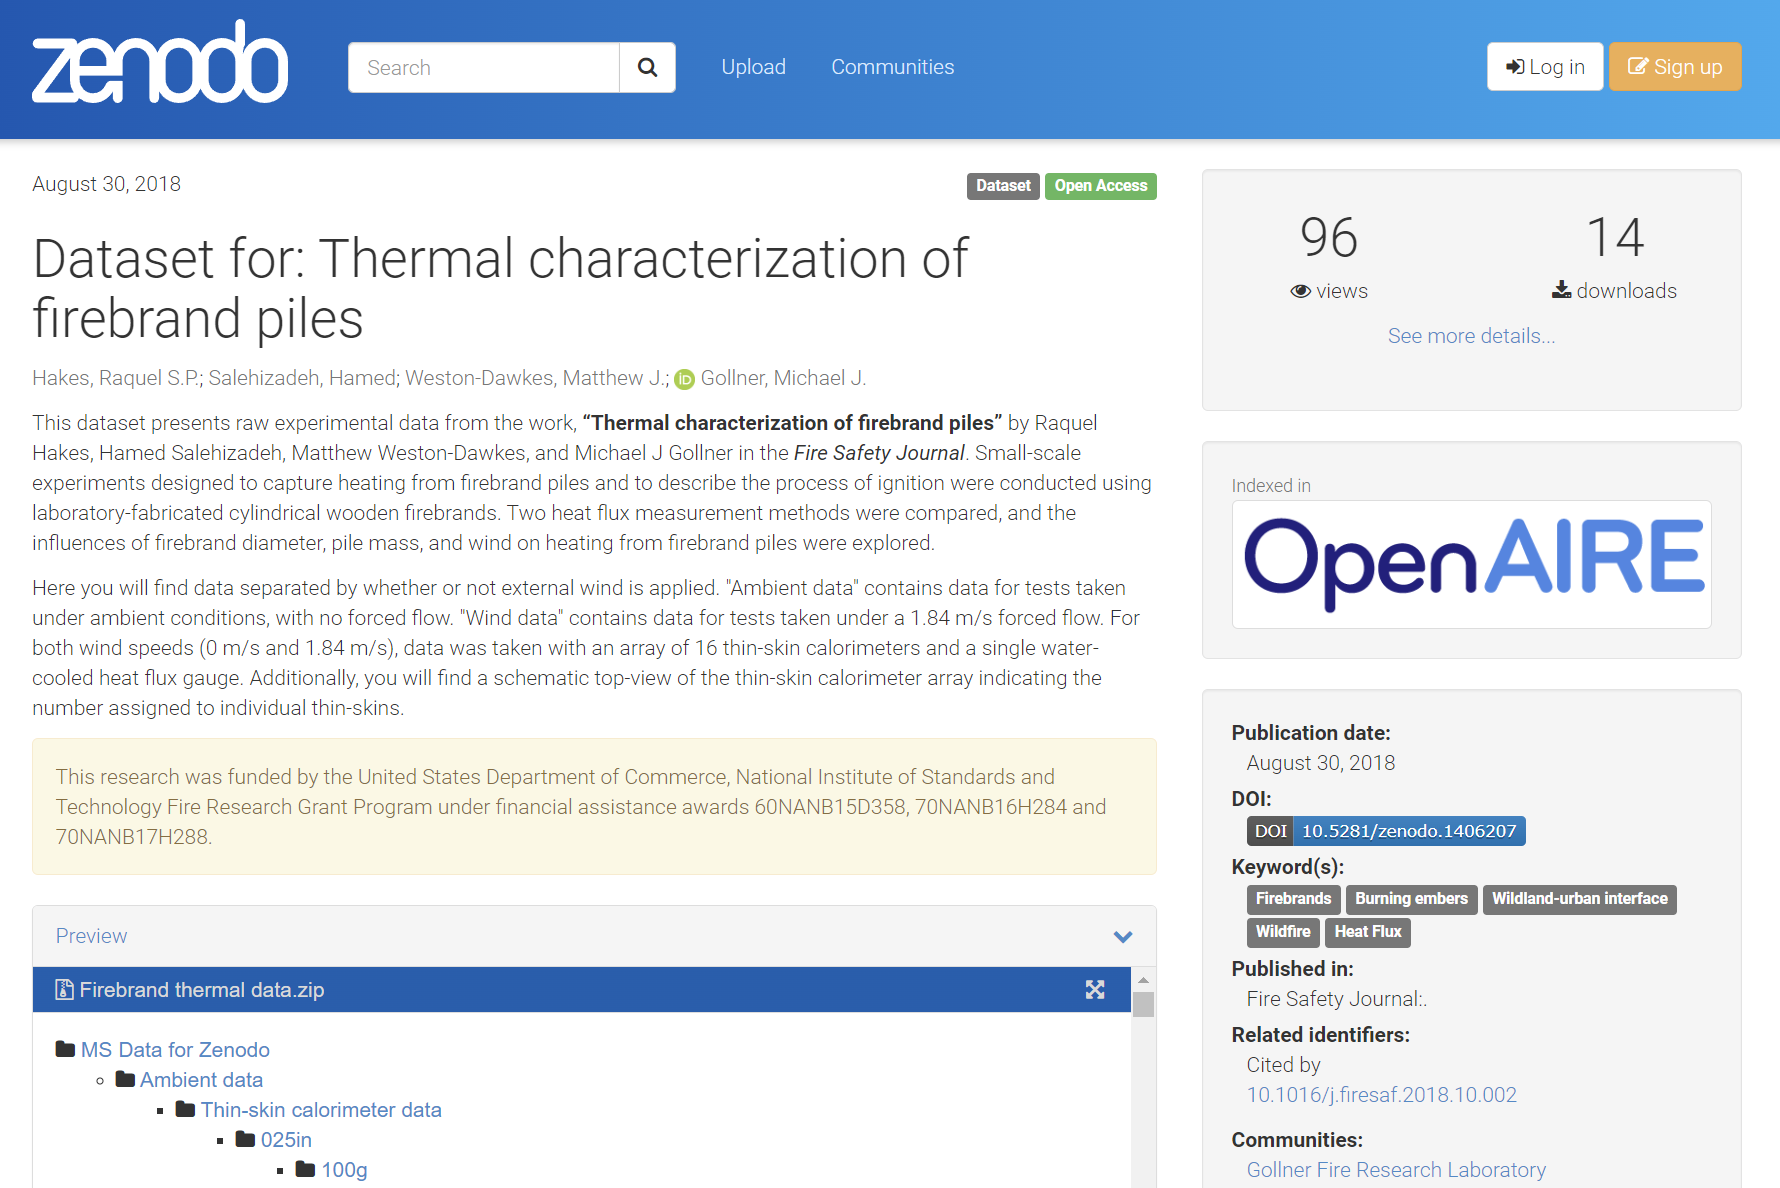 zenodo
Search
Upload
Communities
Log in
Sign up
August 30, 2018
Dataset
Open Access
Dataset for: Thermal characterization of
firebrand piles
Hakes, Raquel S.P.; Salehizadeh, Hamed; Weston-Dawkes, Matthew J.; iD Gollner, Michael J.
This dataset presents raw experimental data from the work, “Thermal characterization of firebrand piles” by Raquel
Hakes, Hamed Salehizadeh, Matthew Weston-Dawkes, and Michael J Gollner in the Fire Safety Journal. Small-scale
experiments designed to capture heating from firebrand piles and to describe the process of ignition were conducted using
laboratory-fabricated cylindrical wooden firebrands. Two heat flux measurement methods were compared, and the
influences of firebrand diameter, pile mass, and wind on heating from firebrand piles were explored.
Here you will find data separated by whether or not external wind is applied. "Ambient data" contains data for tests taken
under ambient conditions, with no forced flow. "Wind data" contains data for tests taken under a 1.84 m/s forced flow. For
both wind speeds (0 m/s and 1.84 m/s), data was taken with an array of 16 thin-skin calorimeters and a single water-
cooled heat flux gauge. Additionally, you will find a schematic top-view of the thin-skin calorimeter array indicating the
number assigned to individual thin-skins.
This research was funded by the United States Department of Commerce, National Institute of Standards and
Technology Fire Research Grant Program under financial assistance awards 60NANB15D358, 70NANB16H284 and
70NANB17H288.
Preview
Firebrand thermal data.zip
MS Data for Zenodo
Ambient data
Thin-skin calorimeter data
025in
100g
96
views
14
downloads
See more details...
Indexed in
OpenAIRE
Publication date:
August 30, 2018
DOI:
DOI 10.5281/zenodo.1406207
Keyword(s):
Firebrands Burning embers Wildland-urban interface
Wildfire Heat Flux
Published in:
Fire Safety Journal:.
Related identifiers:
Cited by
10.1016/j.firesaf.2018.10.002
Communities:
Gollner Fire Research Laboratory